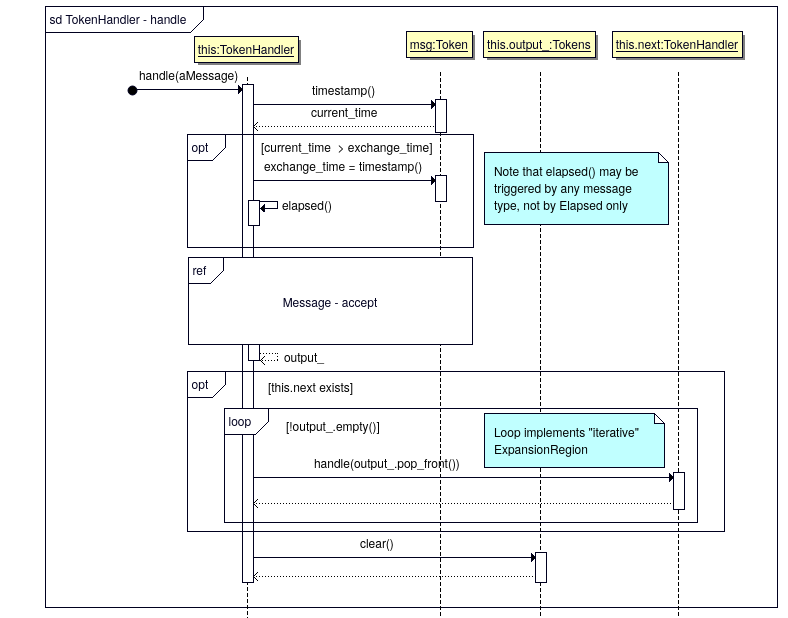 sd TokenHandler - handle
this:TokenHandler
msg:Token
this.output_:Tokens
this.next:TokenHandler
handle(aMessage)
timestamp()
current_time
opt
[current_time  > exchange_time]
exchange_time = timestamp()
elapsed()
Note that elapsed() may be
triggered by any message
type, not by Elapsed only
ref
Message - accept
output_
opt
[this.next exists]
loop
[!output_.empty()]
Loop implements "iterative"
ExpansionRegion
handle(output_.pop_front())
clear()